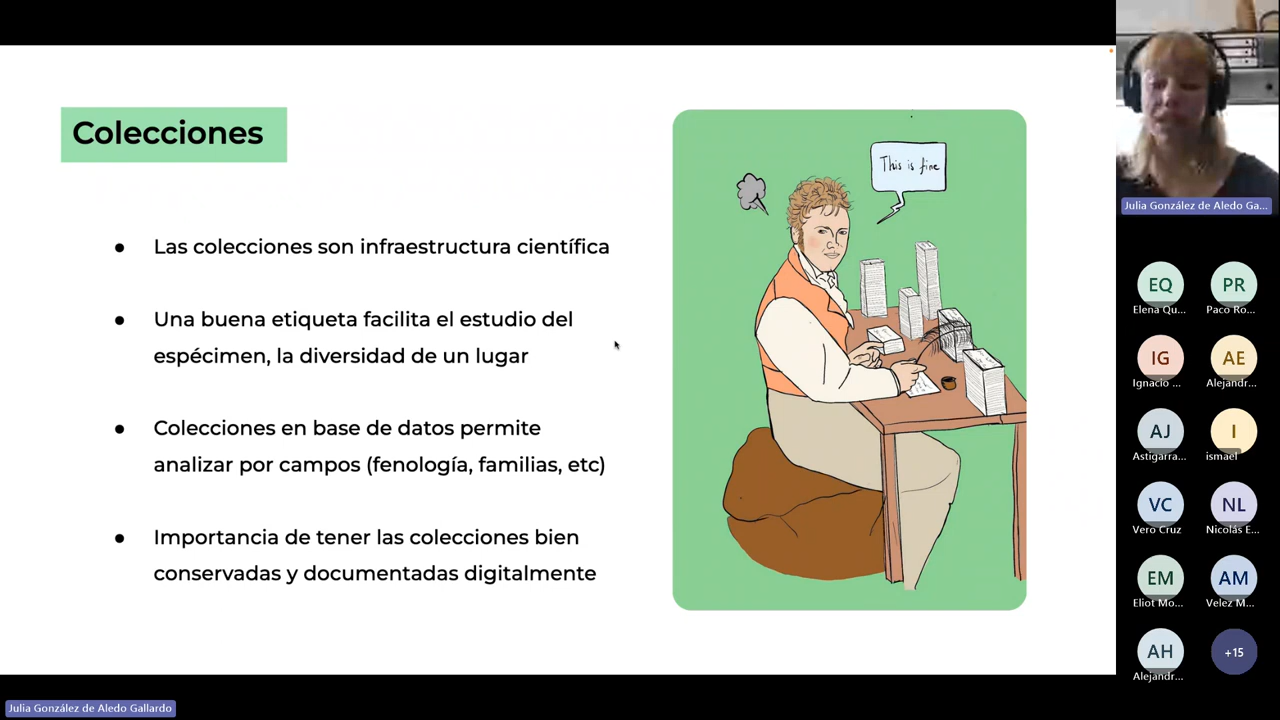 Colecciones
● Las colecciones son infraestructura científica
● Una buena etiqueta facilita el estudio del
espécimen, la diversidad de un lugar
● Colecciones en base de datos permite
analizar por campos (fenología, familias, etc)
● Importancia de tener las colecciones bien
conservadas y documentadas digitalmente
This is fine
Julia González de Aledo Ga...
EQ
PR
Elena Qu...
Paco Ro...
IG
AE
Ignacio ...
Alejandr...
AJ
I
Astigarra...
ismael
VC
NL
Vero Cruz
Nicolás E...
EM
AM
Eliot Mo...
Velez M...
AH
+15
Alejandr...
Julia González de Aledo Gallardo